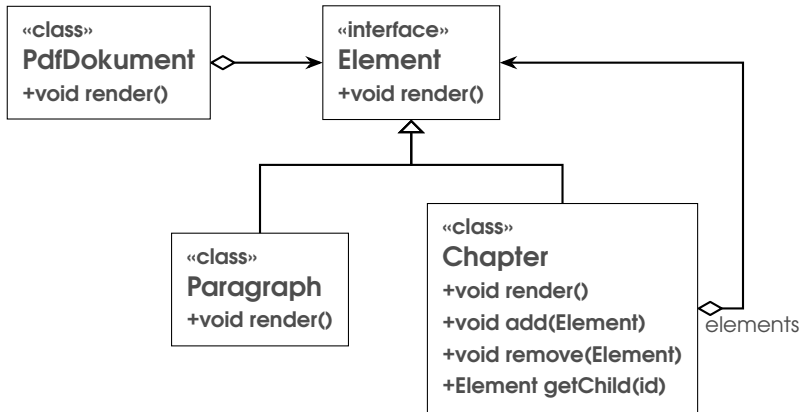 «class»
PdfDokument
+void render()
«interface»
Element
+void render()
«class»
Paragraph
+void render()
«class»
Chapter
+void render()
+void add(Element)
+void remove(Element)
+Element getChild(id)
elements